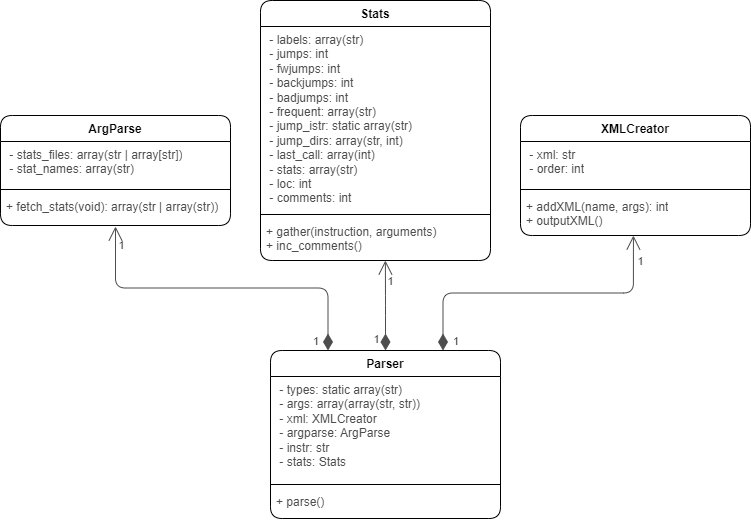 Stats
- labels: array(str)
- jumps: int
- fwjumps: int
- backjumps: int
- badjumps: int
- frequent: array(str)
- jump_istr: static array(str)
- jump_dirs: array(str, int)
- last_call: array(int)
- stats: array(str)
- loc: int
- comments: int
+ gather(instruction, arguments)
+ inc_comments()
ArgParse
- stats_files: array(str | array[str])
- stat_names: array(str)
+ fetch_stats(void): array(str | array(str))
XMLCreator
- xml: str
- order: int
+ addXML(name, args): int
+ outputXML()
1
1
1
1
1
1
Parser
- types: static array(str)
- args: array(array(str, str))
- xml: XMLCreator
- argparse: ArgParse
- instr: str
- stats: Stats
+ parse()